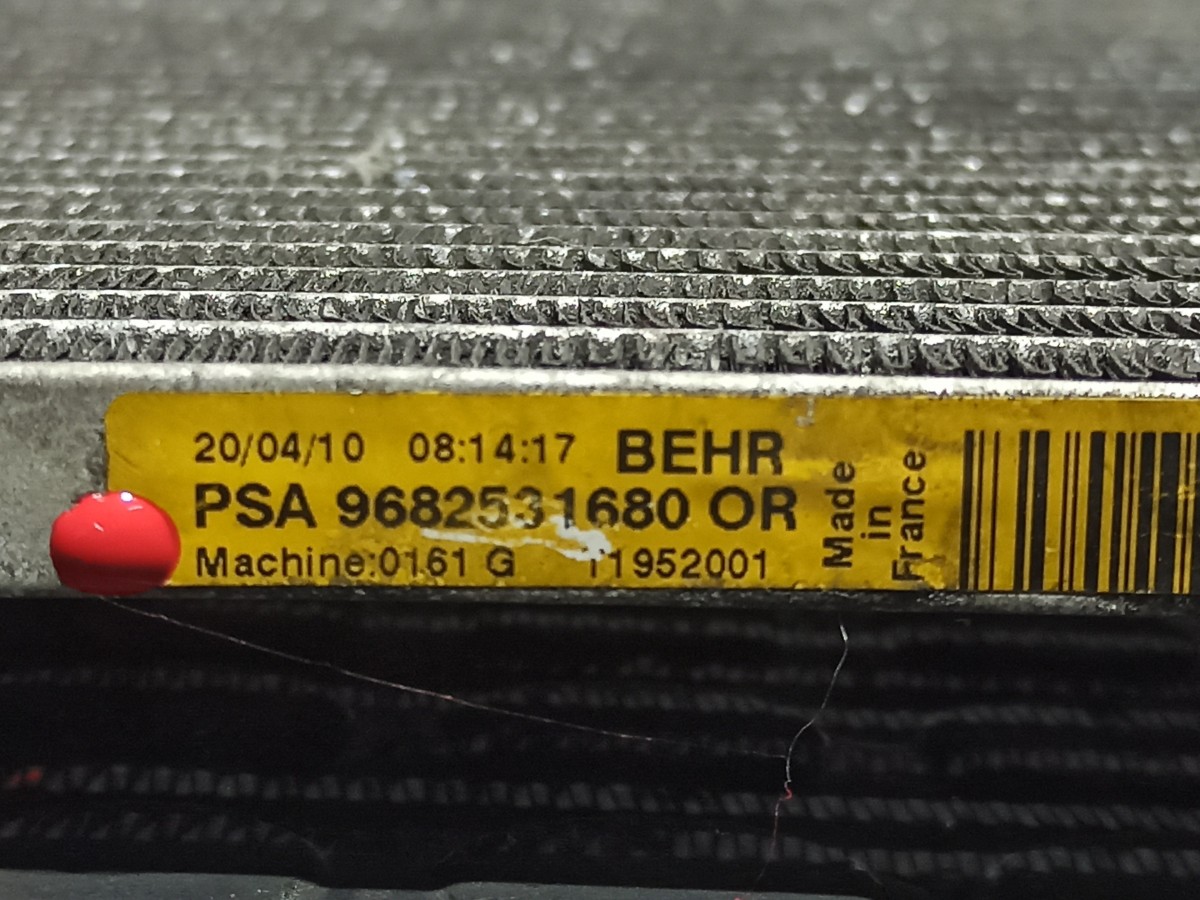 20/04/10 08:14:17 BEHR
PSA 9682531680 OR
Machine:0161 G 11952001
Made
in
France